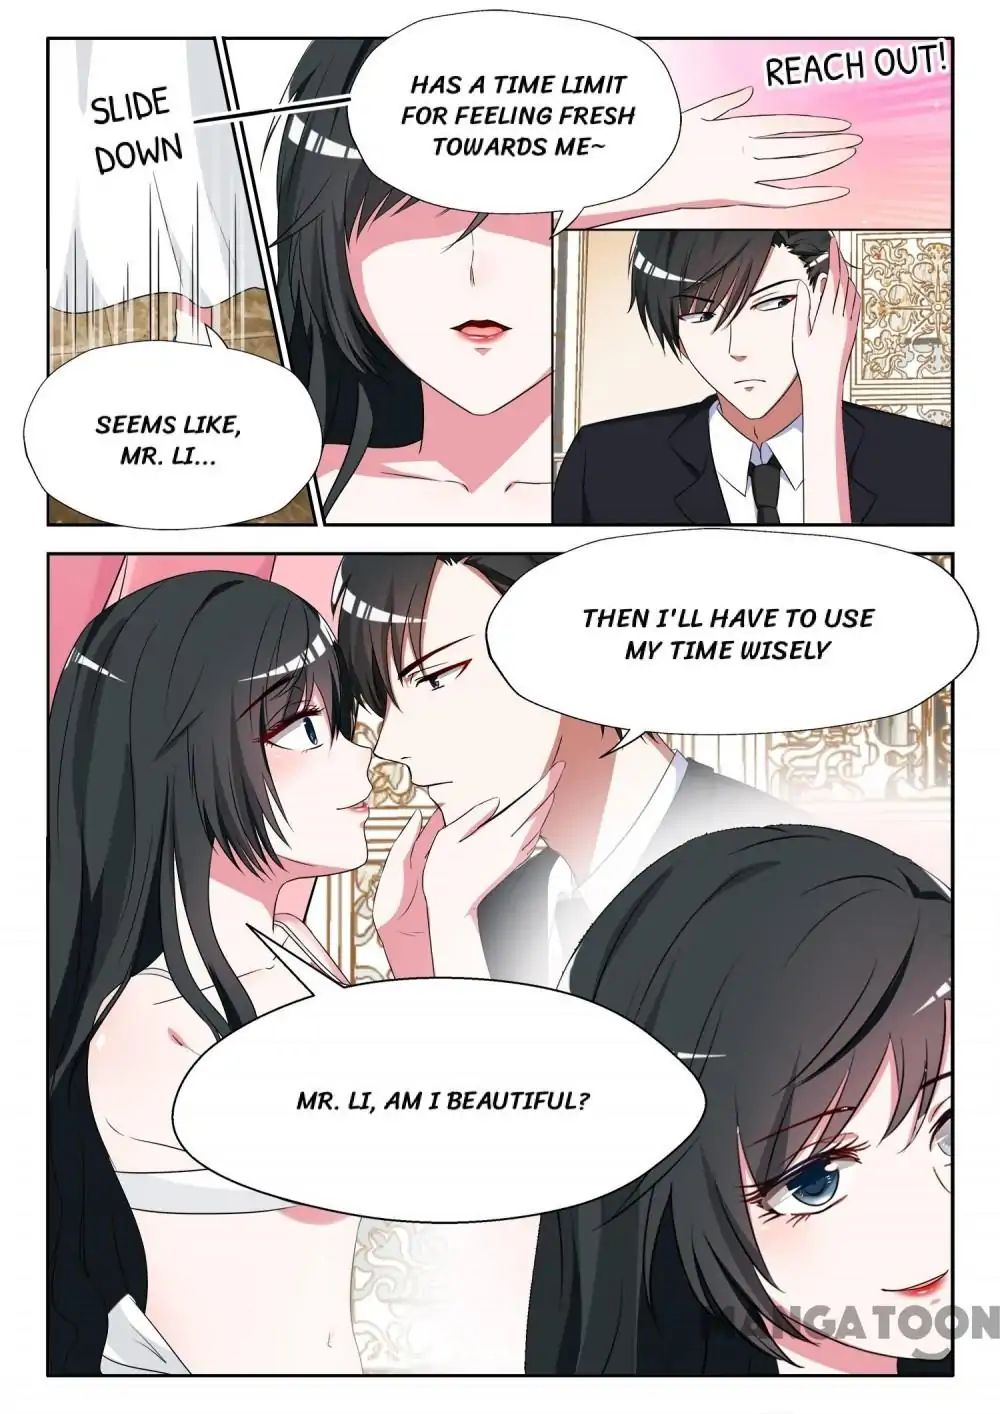 SLIDE
DOWN
SEEMS LIKE,
MR. LI...
HAS A TIME LIMIT
FOR FEELING FRESH
TOWARDS ME~
REACH OUT!
THEN I'LL HAVE TO USE
MY TIME WISELY
MR. LI, AM I BEAUTIFUL?
MANGATOON